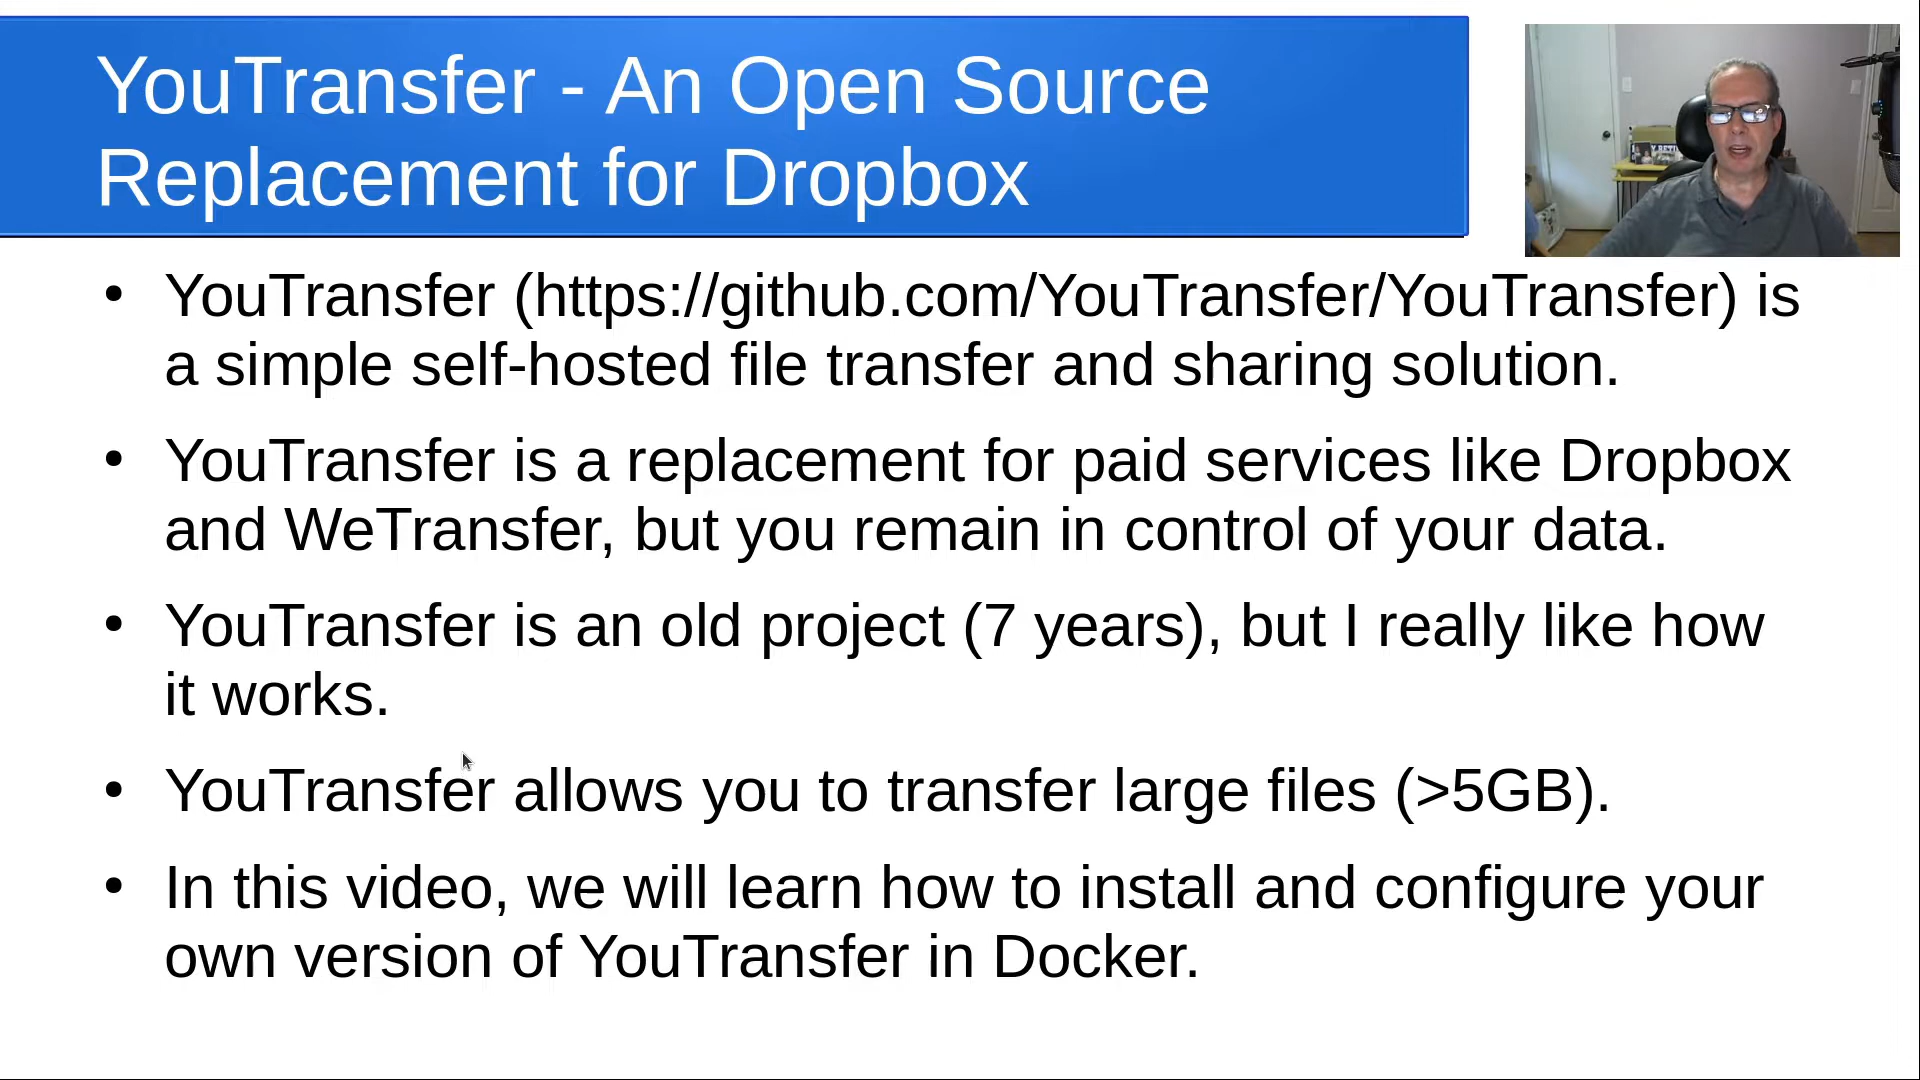 YouTransfer - An Open Source
Replacement for Dropbox
• YouTransfer (https://github.com/YouTransfer/YouTransfer) is
a simple self-hosted file transfer and sharing solution.
• YouTransfer is a replacement for paid services like Dropbox
and WeTransfer, but you remain in control of your data.
• YouTransfer is an old project (7 years), but I really like how
it works.
• YouTransfer allows you to transfer large files (>5GB).
• In this video, we will learn how to install and configure your
own version of YouTransfer in Docker.